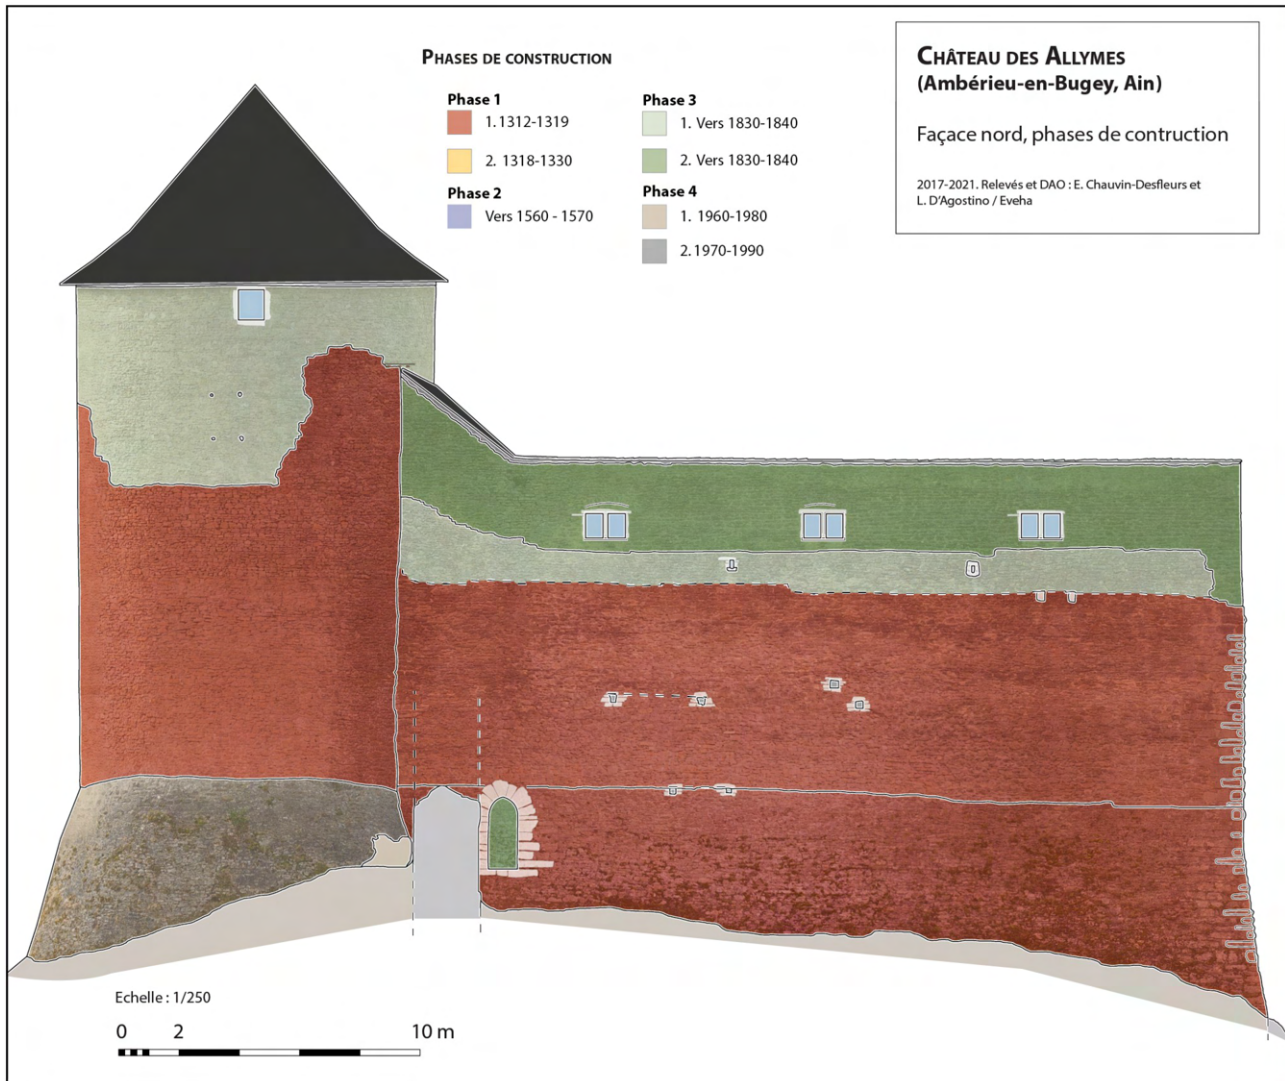 PHASES DE CONSTRUCTION
Phase 1
1. 1312-1319
2. 1318-1330
Phase 2
Vers 1560 - 1570
Phase 3
1. Vers 1830-1840
2. Vers 1830-1840
Phase 4
1. 1960-1980
2. 1970-1990
CHÂTEAU DES ALLYMES
(Ambérieu-en-Bugey, Ain)
Façace nord, phases de contruction
2017-2021. Relevés et DAO : E. Chauvin-Desfleurs et
L. D'Agostino / Eveha
Echelle : 1/250
0 2 10 m